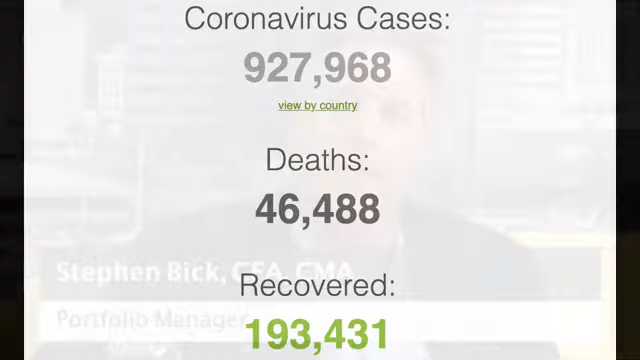 Coronavirus Cases:
927,968
view by country
Deaths:
46,488
Stephen Bick, CFA, CMA
Recovered:
Portfolio Manager
193,431